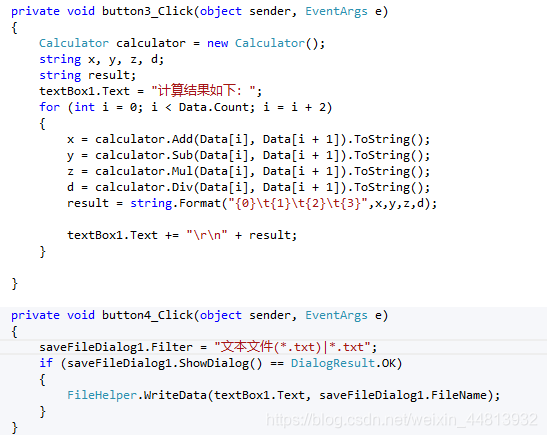 private void button3_Click(object sender, EventArgs e)
{
Calculator calculator = new Calculator();
string x, y, z, d;
string result;
textBox1.Text = "计算结果如下: ";
for (int i = 0; i < Data.Count; i = i + 2)
{
x = calculator.Add(Data[i], Data[i + 1]).ToString();
y = calculator.Sub(Data[i], Data[i + 1]).ToString();
z = calculator.Mul(Data[i], Data[i + 1]).ToString();
d = calculator.Div(Data[i], Data[i + 1]).ToString();
result = string.Format("{0}\t{1}\t{2}\t{3}",x,y,z,d);
textBox1.Text += "\r\n" + result;
}
}
private void button4_Click(object sender, EventArgs e)
{
saveFileDialog1.Filter = "文本文件(*.txt)|*.txt";
if (saveFileDialog1.ShowDialog() == DialogResult.OK)
{
FileHelper.WriteData(textBox1.Text, saveFileDialog1.FileName);
}
}
https://blog.csdn.net/weixin_44813932